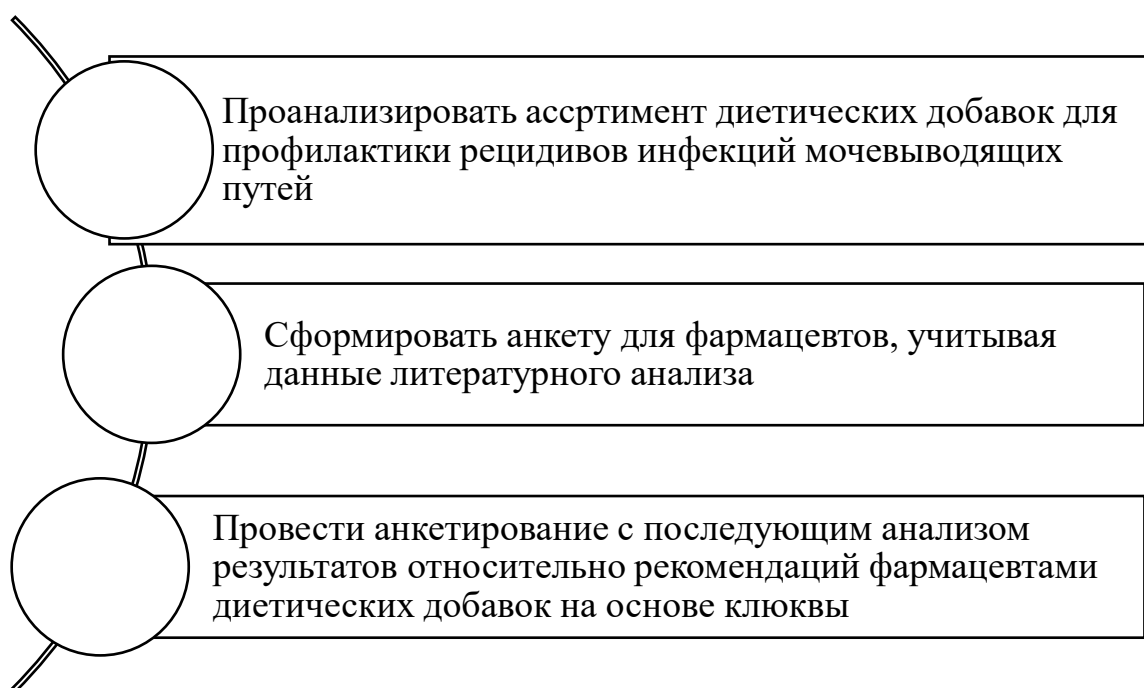 Проанализировать ассртимент диетических добавок для
профилактики рецидивов инфекций мочевыводящих
путей
Сформировать анкету для фармацевтов, учитывая
данные литературного анализа
Провести анкетирование с последующим анализом
результатов относительно рекомендаций фармацевтами
диетических добавок на основе клюквы